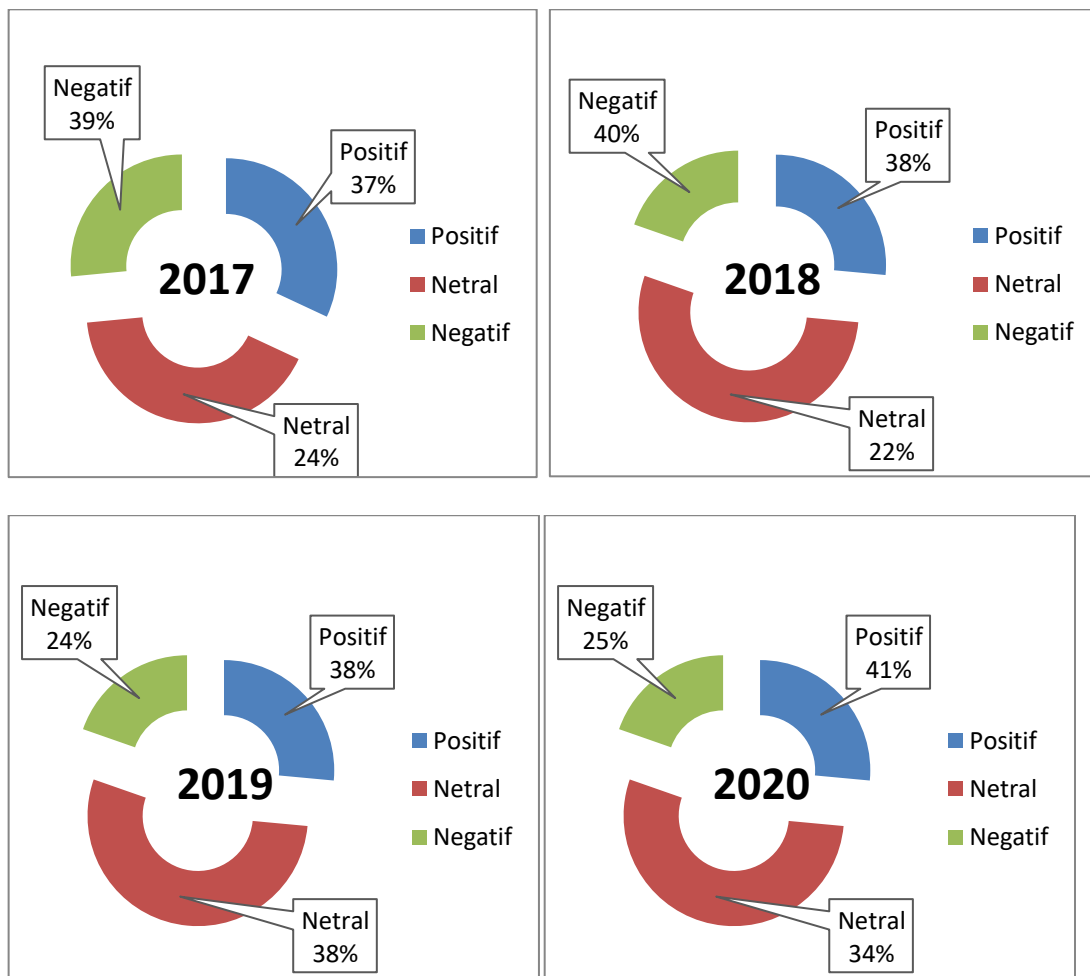 Negatif
39%
Positif
37%
2017
Netral
24%
Positif
Netral
Negatif
Negatif
40%
Positif
38%
2018
Netral
22%
Positif
Netral
Negatif
Negatif
24%
Positif
38%
2019
Netral
38%
Positif
Netral
Negatif
Negatif
25%
Positif
41%
2020
Netral
34%
Positif
Netral
Negatif